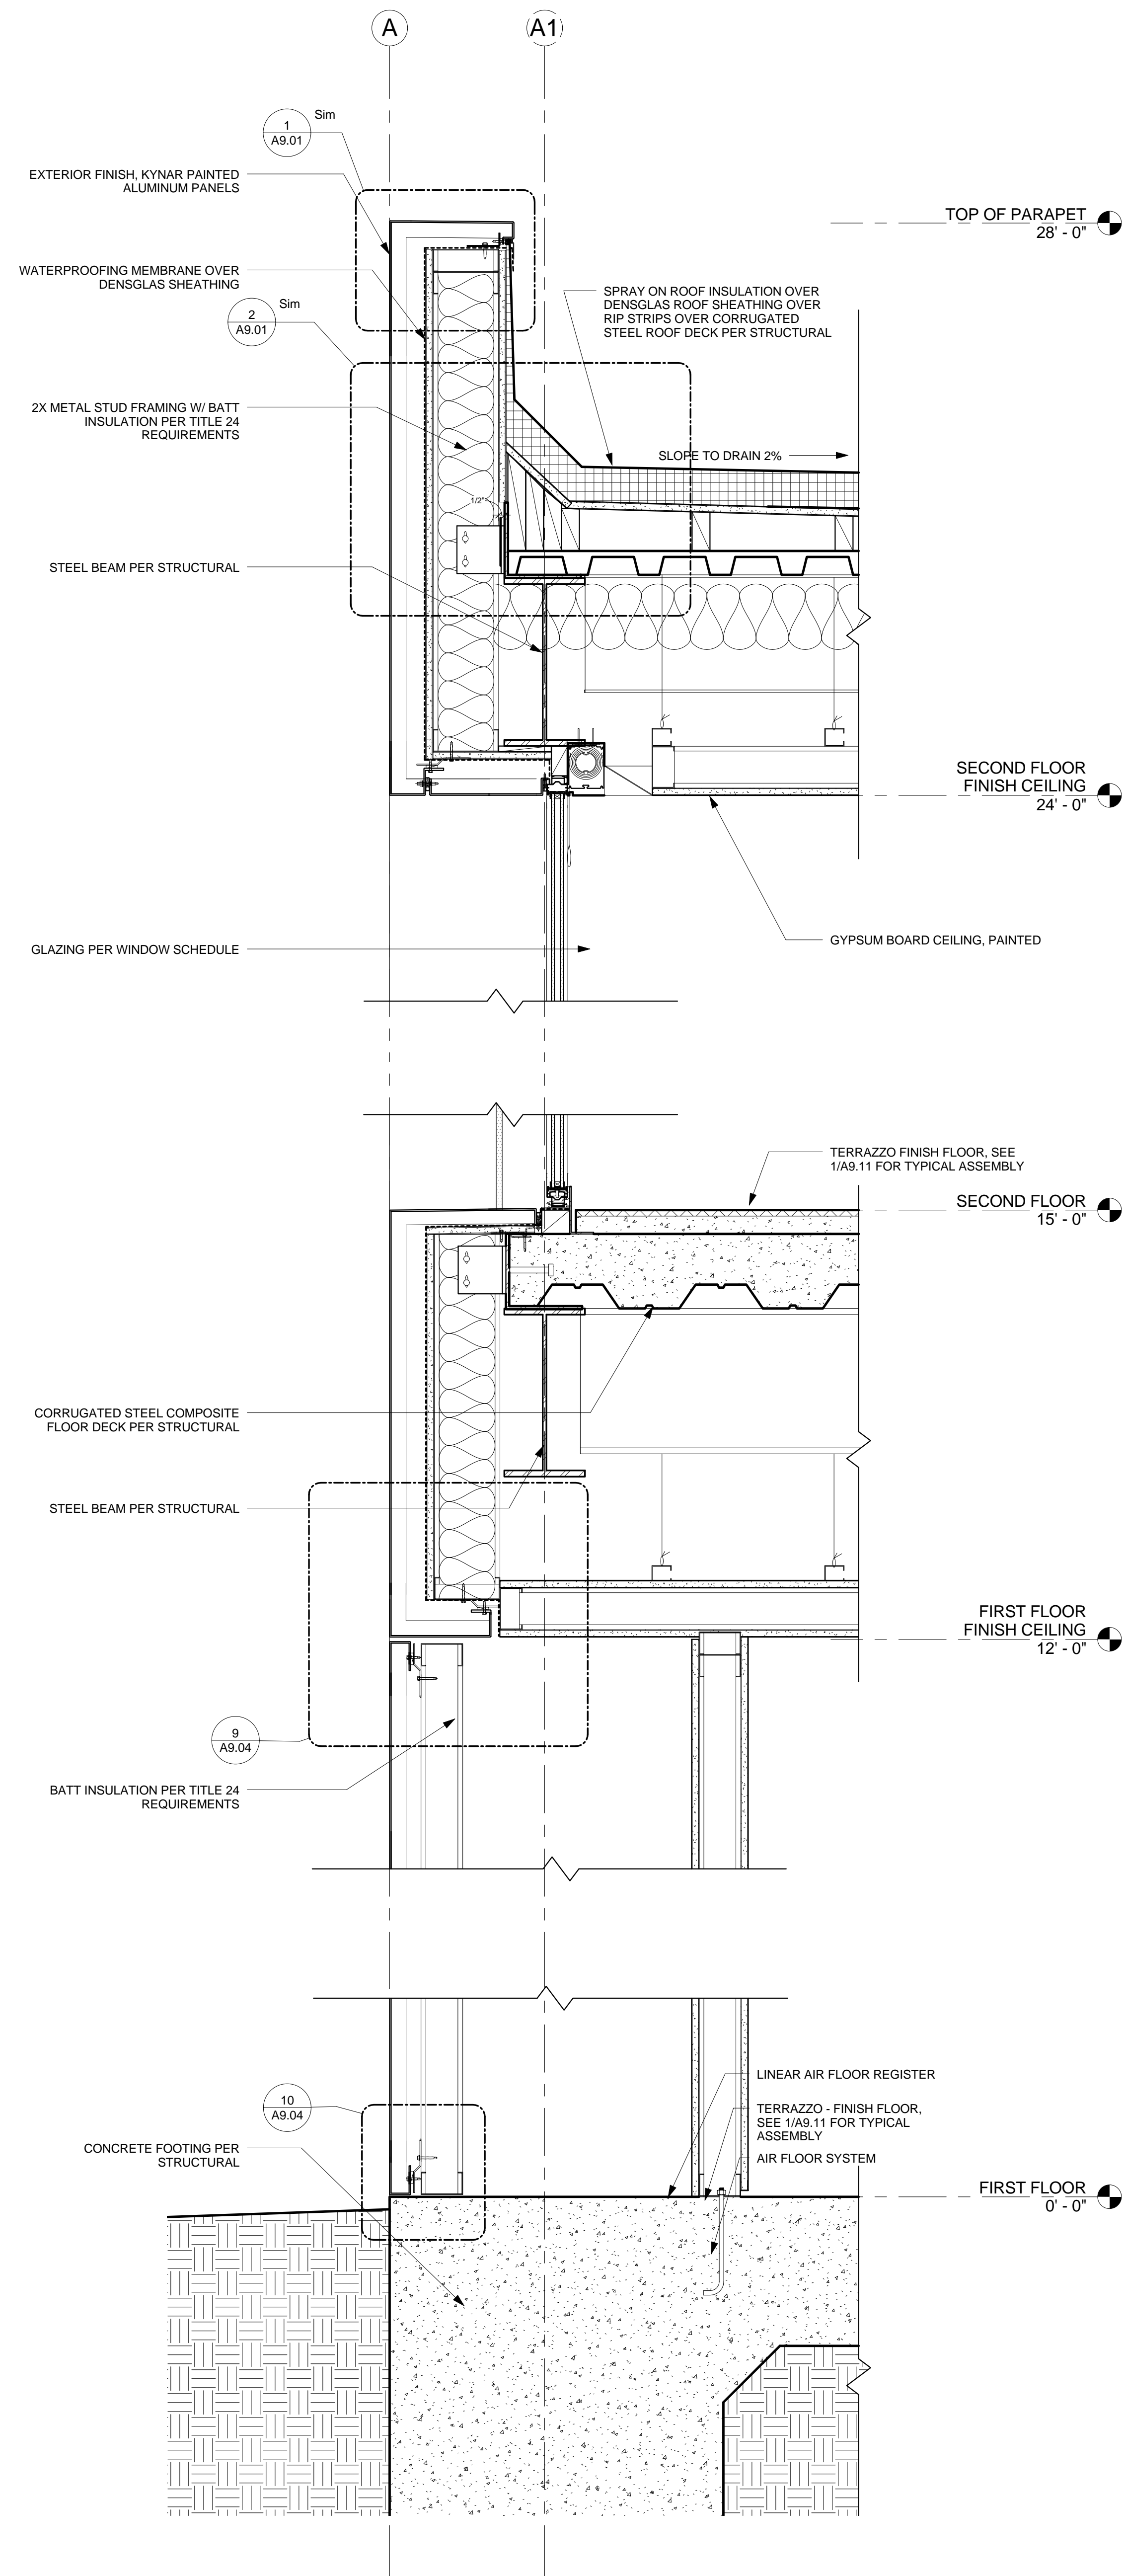 A
A1
1
A9.01
Sim
EXTERIOR FINISH, KYNAR PAINTED
ALUMINUM PANELS
TOP OF PARAPET
28' - 0"
WATERPROOFING MEMBRANE OVER
DENSGLAS SHEATHING
2
A9.01
Sim
SPRAY ON ROOF INSULATION OVER
DENSGLAS ROOF SHEATHING OVER
RIP STRIPS OVER CORRUGATED
STEEL ROOF DECK PER STRUCTURAL
2X METAL STUD FRAMING W/ BATT
INSULATION PER TITLE 24
REQUIREMENTS
SLOPE TO DRAIN 2%
1/2"
STEEL BEAM PER STRUCTURAL
SECOND FLOOR
FINISH CEILING
24' - 0"
GLAZING PER WINDOW SCHEDULE
GYPSUM BOARD CEILING, PAINTED
TERRAZZO FINISH FLOOR, SEE
1/A9.11 FOR TYPICAL ASSEMBLY
SECOND FLOOR
15' - 0"
CORRUGATED STEEL COMPOSITE
FLOOR DECK PER STRUCTURAL
STEEL BEAM PER STRUCTURAL
FIRST FLOOR
FINISH CEILING
12' - 0"
9
A9.04
BATT INSULATION PER TITLE 24
REQUIREMENTS
LINEAR AIR FLOOR REGISTER
10
A9.04
TERRAZZO - FINISH FLOOR,
SEE 1/A9.11 FOR TYPICAL
ASSEMBLY
CONCRETE FOOTING PER
STRUCTURAL
AIR FLOOR SYSTEM
FIRST FLOOR
0' - 0"